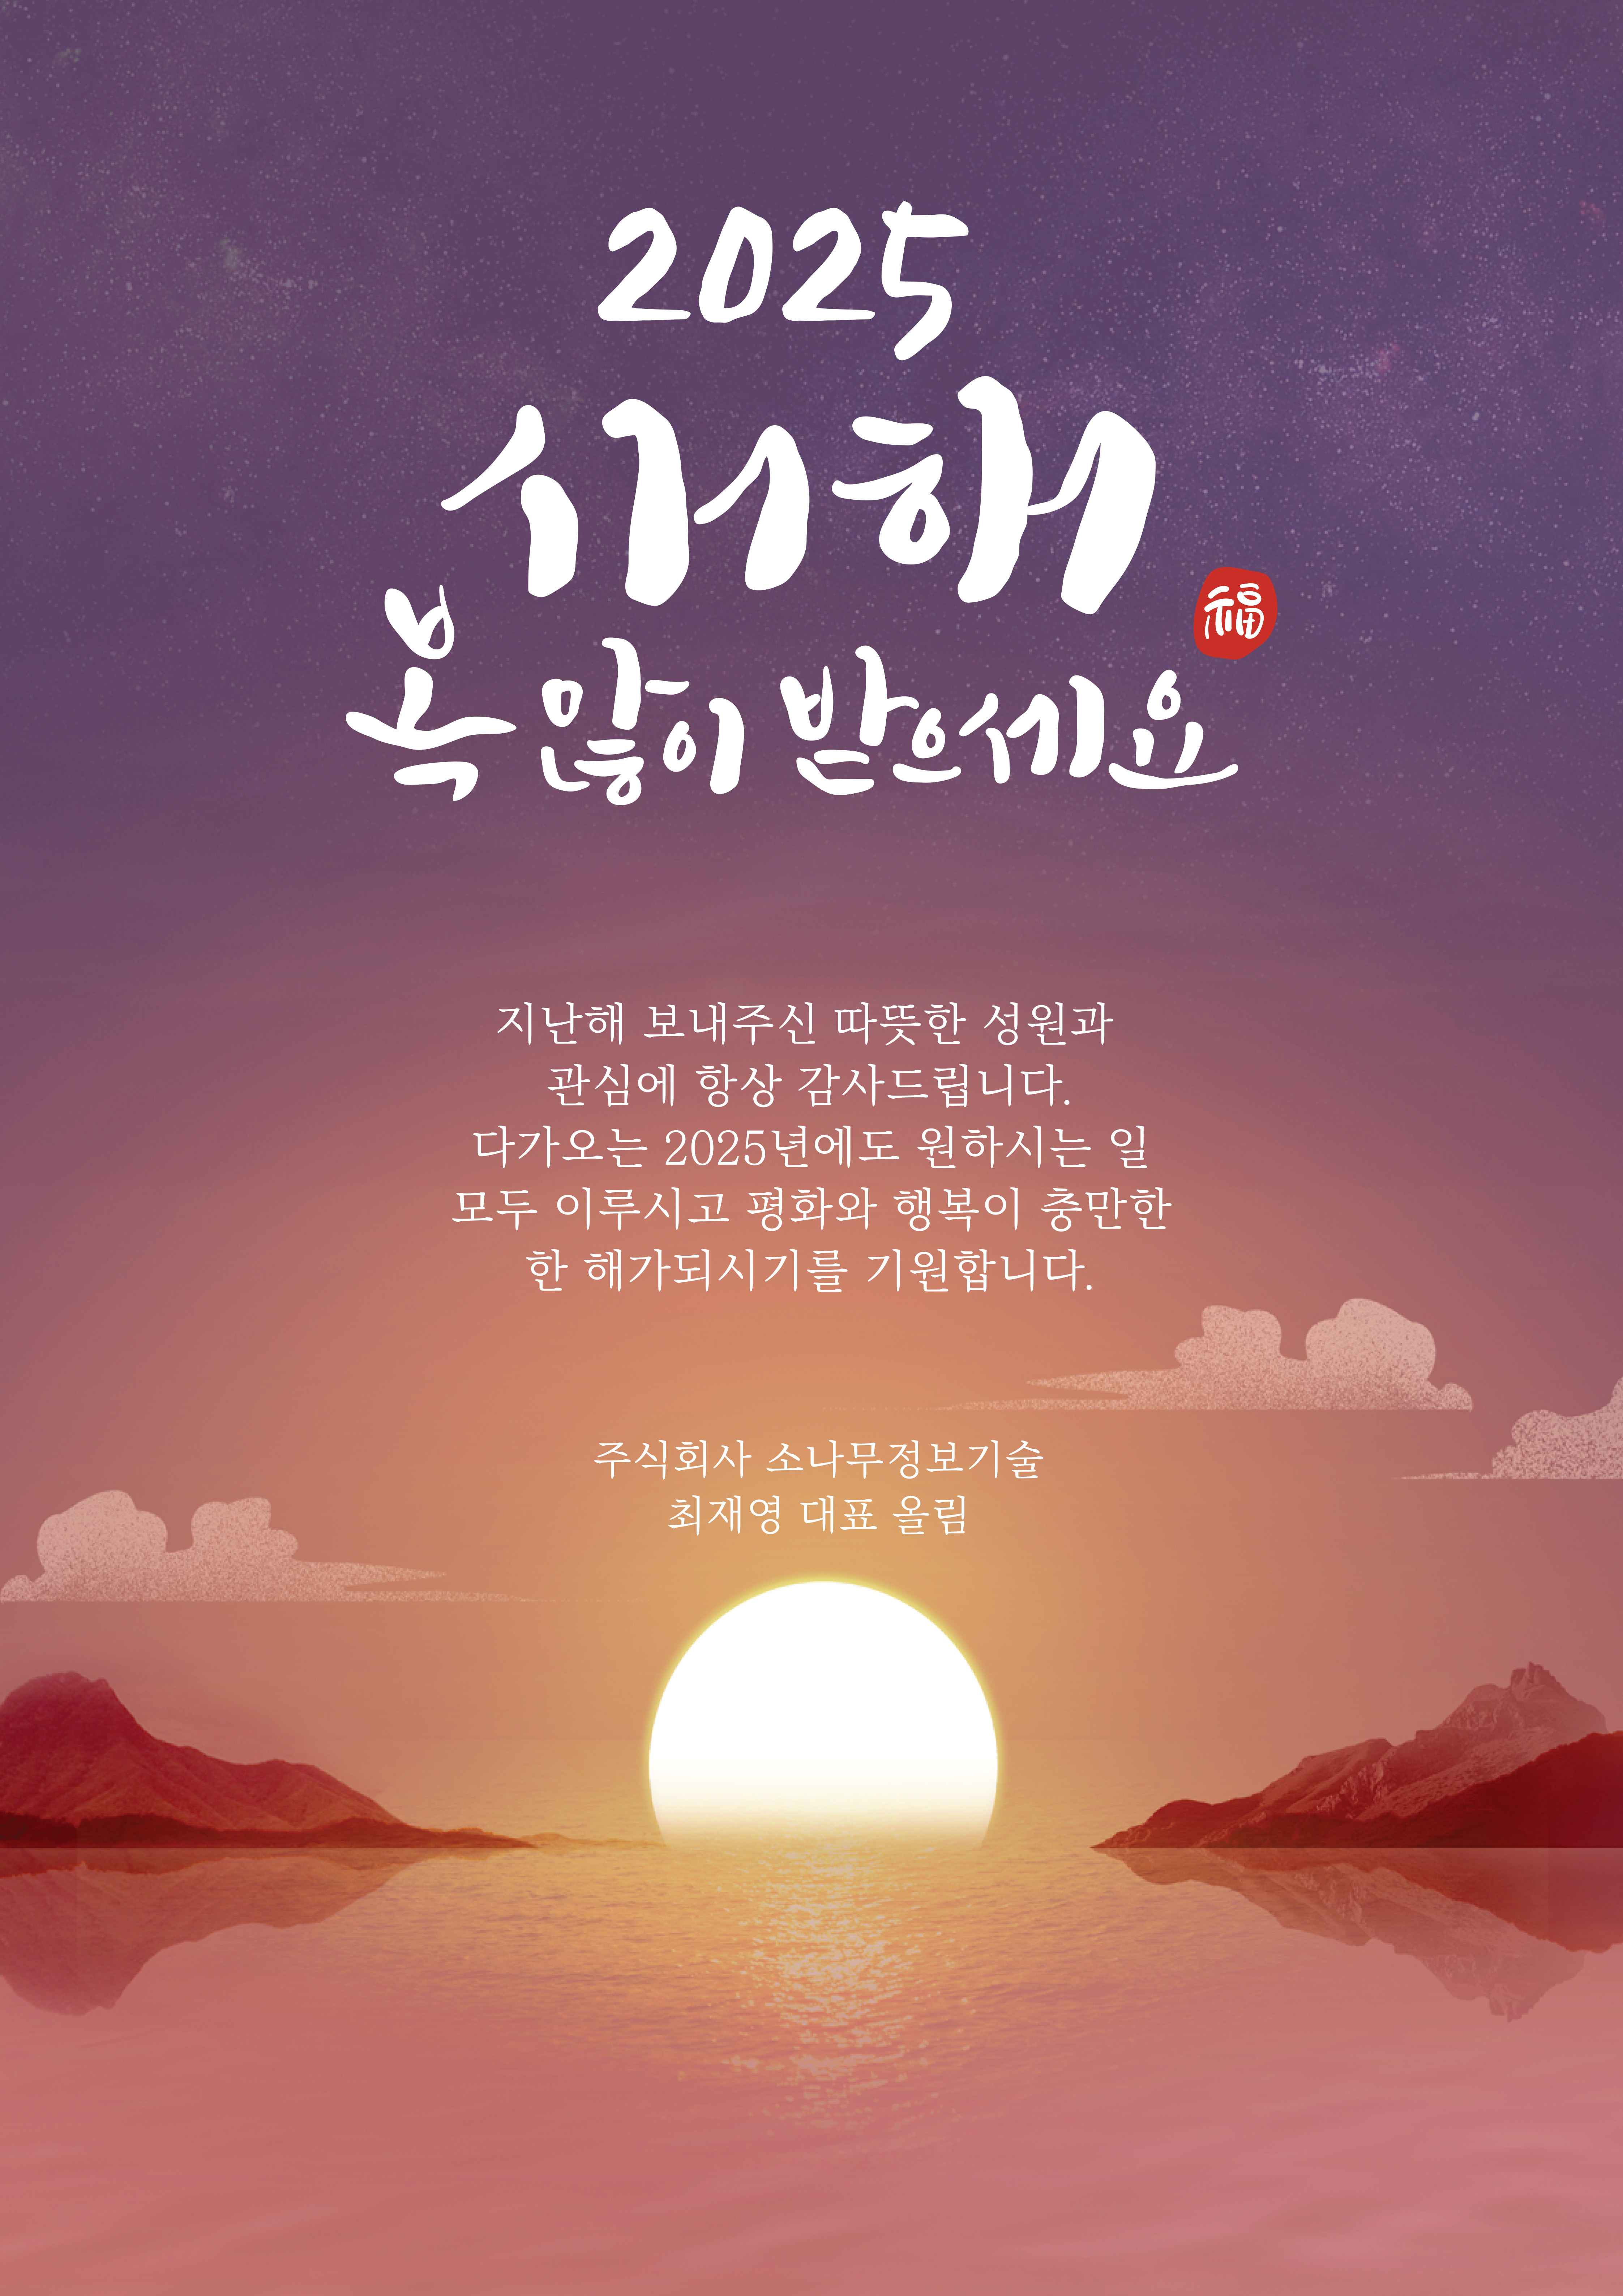 2025
새해
福
복 많이 받으세요
지난해 보내주신 따뜻한 성원과
관심에 항상 감사드립니다.
다가오는 2025년에도 원하시는 일
모두 이루시고 평화와 행복이 충만한
한 해가되시기를 기원합니다.
주식회사 소나무정보기술
최재영 대표 올림